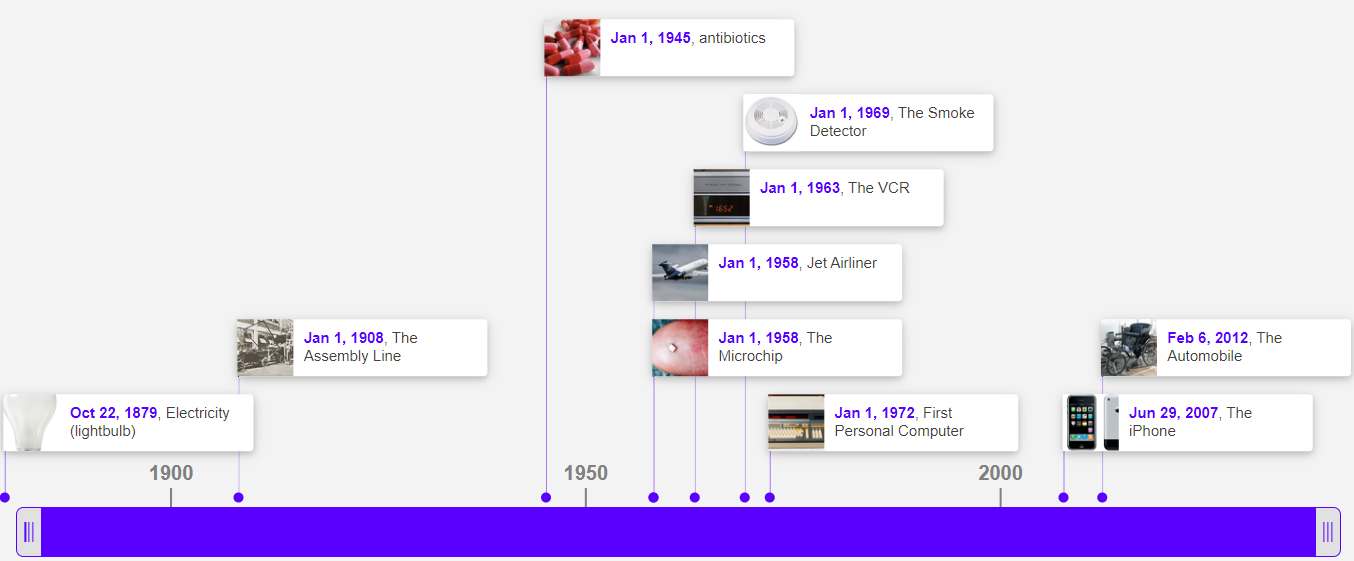 Jan 1, 1945, antibiotics
Jan 1, 1969, The Smoke
Detector
Jan 1, 1963, The VCR
1652
Jan 1, 1958, Jet Airliner
Jan 1, 1908, The
Assembly Line
Jan 1, 1958, The
Microchip
Feb 6, 2012, The
Automobile
Oct 22, 1879, Electricity
(lightbulb)
Jan 1, 1972, First
Personal Computer
Jun 29, 2007, The
iPhone
1900
1950
2000